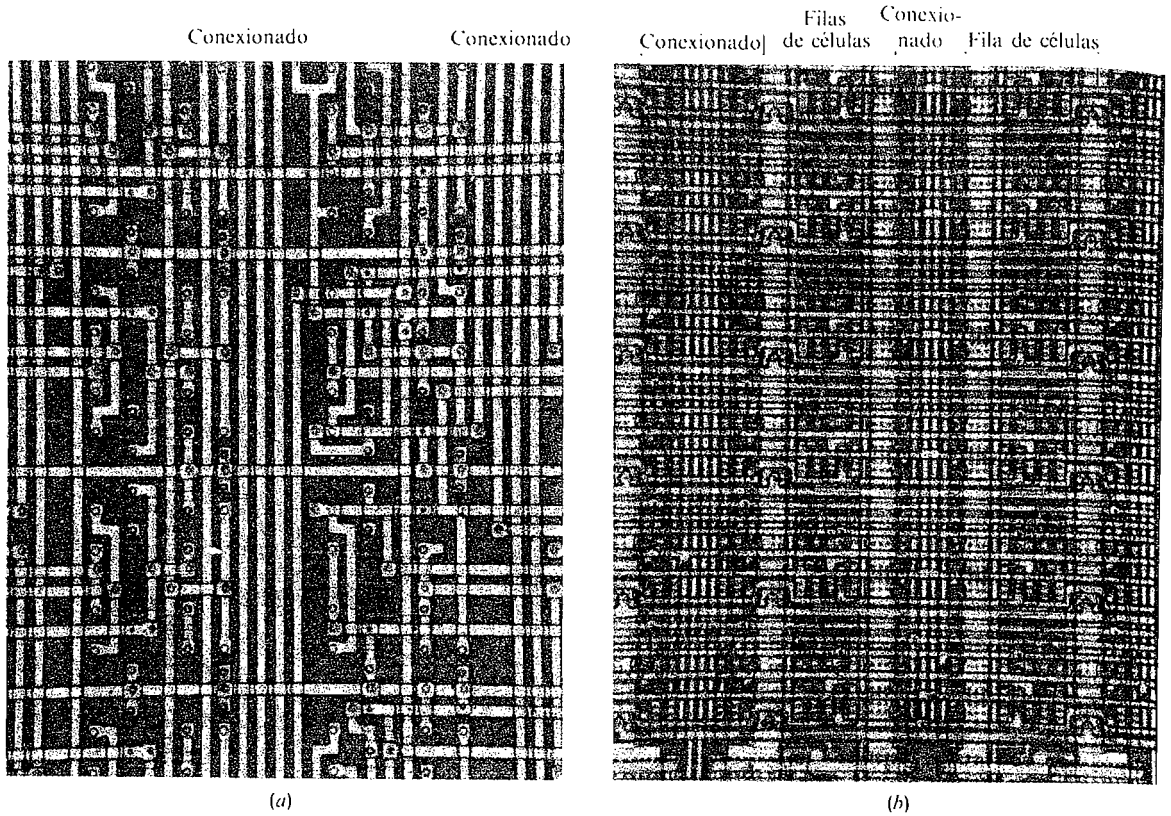 Conexionado Conexionado
Filas Conexio-
Conexionado de células nado Fila de células
(a) (b)